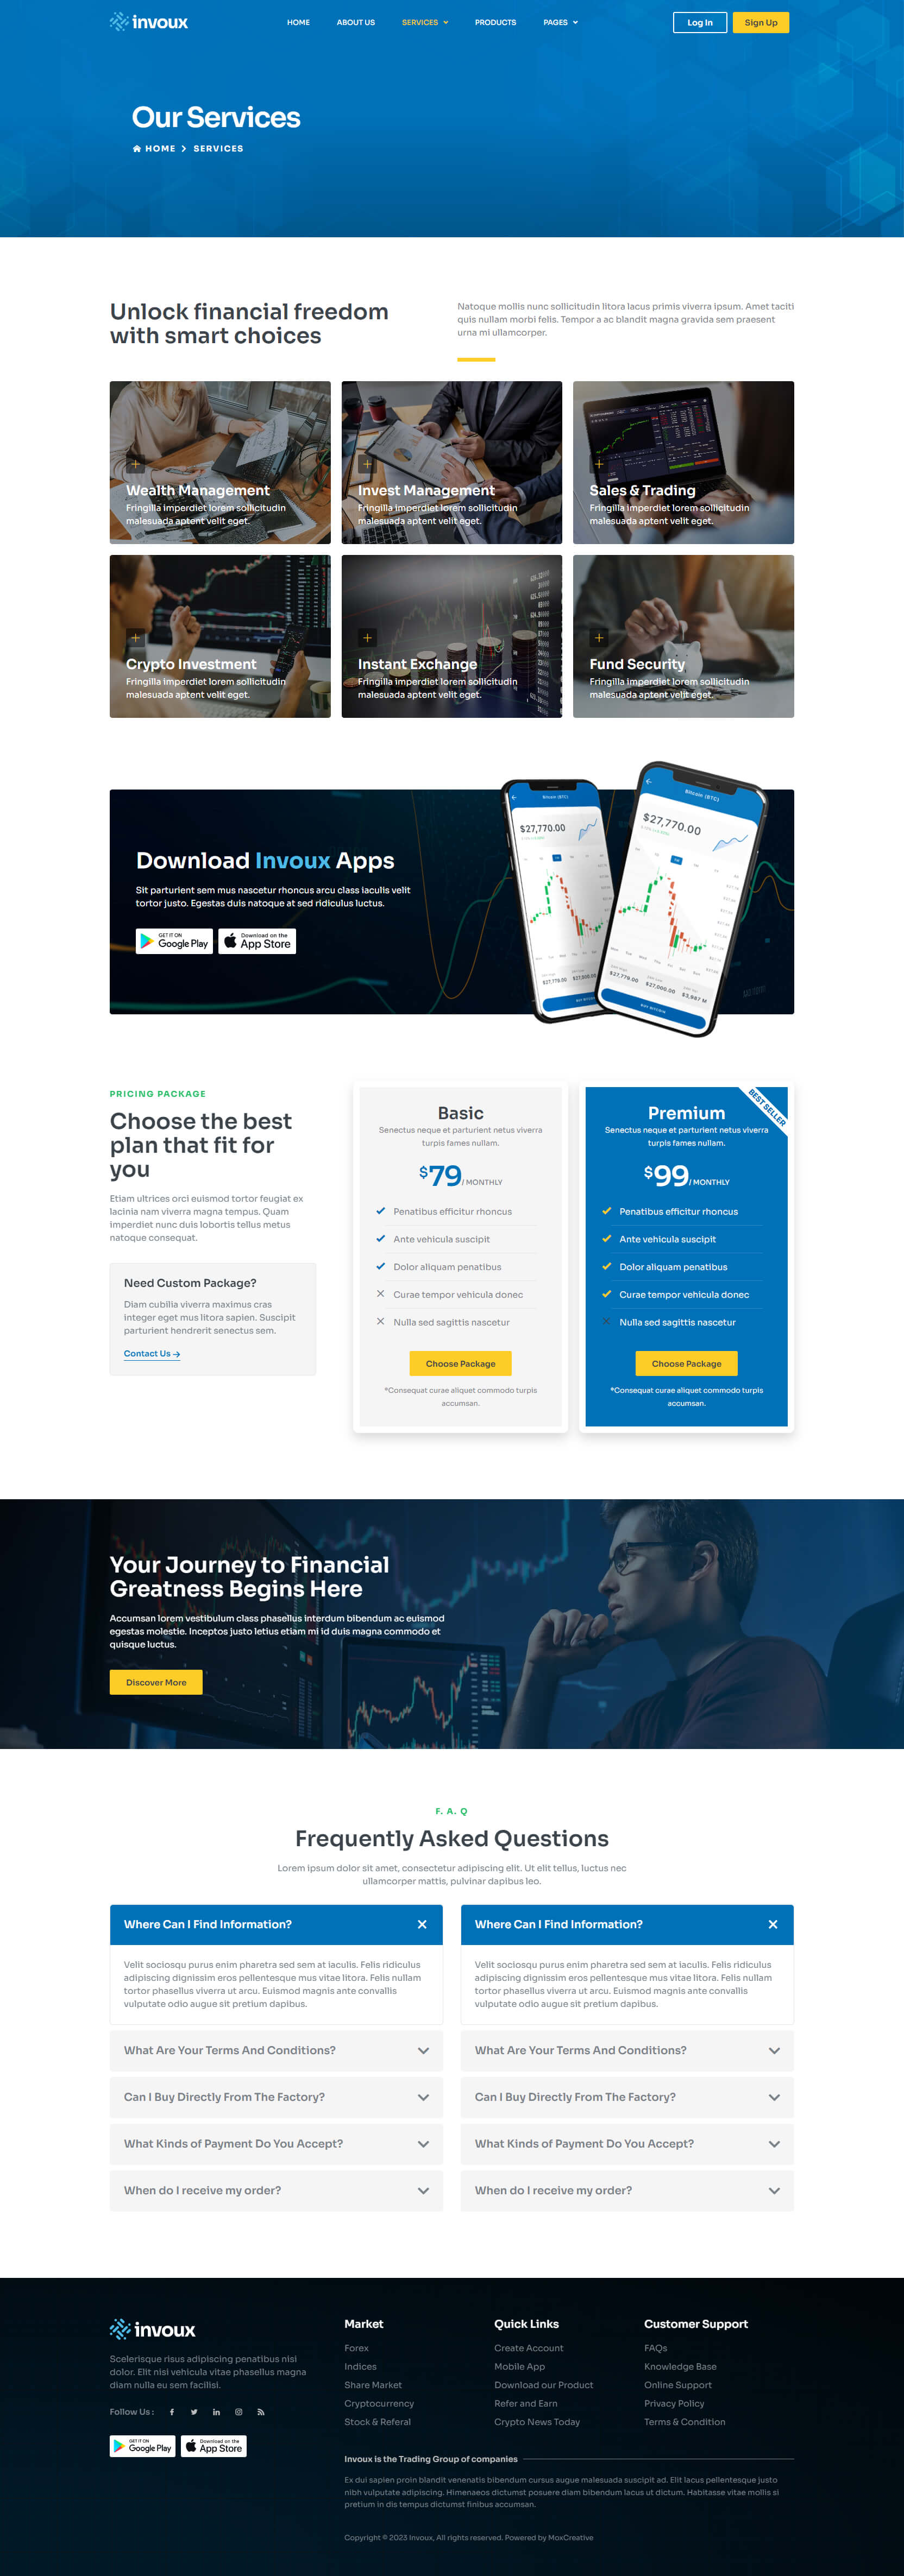 invoux
HOME
ABOUT US
SERVICES
PRODUCTS
PAGES
Log In
Sign Up
Our Services
HOME
SERVICES
Unlock financial freedom
with smart choices
Natoque mollis nunc sollicitudin litora lacus primis viverra ipsum. Amet taciti
quis nullam morbi felis. Tempor a ac blandit magna gravida sem praesent
urna mi ullamcorper.
Wealth Management
Fringilla imperdiet lorem sollicitudin
malesuada aptent velit eget.
Invest Management
Fringilla imperdiet lorem sollicitudin
malesuada aptent velit eget.
Sales & Trading
Fringilla imperdiet lorem sollicitudin
malesuada aptent velit eget.
Crypto Investment
Fringilla imperdiet lorem sollicitudin
malesuada aptent velit eget.
Instant Exchange
Fringilla imperdiet lorem sollicitudin
malesuada aptent velit eget.
Fund Security
Fringilla imperdiet lorem sollicitudin
malesuada aptent velit eget.
Download Invoux Apps
Sit parturient sem mus nascetur rhoncus arcu class iaculis velit
tortor justo. Egestas duis natoque at sed ridiculus luctus.
GET IT ON
Google Play
Download on the
App Store
Bitcoin (BTC)
$27,770.00
Bitcoin (BTC)
$27,770.00
PRICING PACKAGE
Choose the best
plan that fit for
you
Etiam ultrices orci euismod tortor feugiat ex
lacinia nam viverra magna tempus. Quam
imperdiet nunc duis lobortis tellus metus
natoque consequat.
Need Custom Package?
Diam cubilia viverra maximus cras
integer eget mus litora sapien. Suscipit
parturient hendrerit senectus sem.
Contact Us
Basic
Senectus neque et parturient netus viverra
turpis fames nullam.
$79/ MONTHLY
Penatibus efficitur rhoncus
Ante vehicula suscipit
Dolor aliquam penatibus
Curae tempor vehicula donec
Nulla sed sagittis nascetur
Choose Package
*Consequat curae aliquet commodo turpis
accumsan.
BEST SELLER
Premium
Senectus neque et parturient netus viverra
turpis fames nullam.
$99/ MONTHLY
Penatibus efficitur rhoncus
Ante vehicula suscipit
Dolor aliquam penatibus
Curae tempor vehicula donec
Nulla sed sagittis nascetur
Choose Package
*Consequat curae aliquet commodo turpis
accumsan.
Your Journey to Financial
Greatness Begins Here
Accumsan lorem vestibulum class phasellus interdum bibendum ac euismod
egestas molestie. Inceptos justo letius etiam mi id duis magna commodo et
quisque luctus.
Discover More
F. A. Q
Frequently Asked Questions
Lorem ipsum dolor sit amet, consectetur adipiscing elit. Ut elit tellus, luctus nec
ullamcorper mattis, pulvinar dapibus leo.
Where Can I Find Information?
Velit sociosqu purus enim pharetra sed sem at iaculis. Felis ridiculus
adipiscing dignissim eros pellentesque mus vitae litora. Felis nullam
tortor phasellus viverra ut arcu. Euismod magnis ante convallis
vulputate odio augue sit pretium dapibus.
What Are Your Terms And Conditions?
Can I Buy Directly From The Factory?
What Kinds of Payment Do You Accept?
When do I receive my order?
Where Can I Find Information?
Velit sociosqu purus enim pharetra sed sem at iaculis. Felis ridiculus
adipiscing dignissim eros pellentesque mus vitae litora. Felis nullam
tortor phasellus viverra ut arcu. Euismod magnis ante convallis
vulputate odio augue sit pretium dapibus.
What Are Your Terms And Conditions?
Can I Buy Directly From The Factory?
What Kinds of Payment Do You Accept?
When do I receive my order?
invoux
Scelerisque risus adipiscing penatibus nisi
dolor. Elit nisi vehicula vitae phasellus magna
diam nulla eu sem facilisi.
Follow Us :
GET IT ON
Google Play
Download on the
App Store
Market
Forex
Indices
Share Market
Cryptocurrency
Stock & Referal
Quick Links
Create Account
Mobile App
Download our Product
Refer and Earn
Crypto News Today
Customer Support
FAQs
Knowledge Base
Online Support
Privacy Policy
Terms & Condition
Invoux is the Trading Group of companies
Ex dui sapien proin blandit venenatis bibendum cursus augue malesuada suscipit ad. Elit lacus pellentesque justo
nibh vulputate adipiscing. Himenaeos dictumst posuere diam bibendum lacus ut dictum. Habitasse vitae mollis si
pretium in dis tempus dictumst finibus accumsan.
Copyright © 2023 Invoux, All rights reserved. Powered by MoxCreative